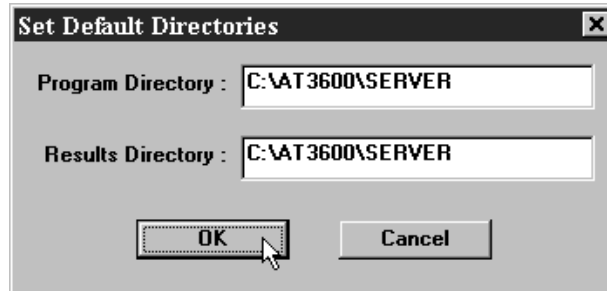 Set Default Directories
Program Directory : C:\AT3600\SERVER
Results Directory : C:\AT3600\SERVER
OK Cancel